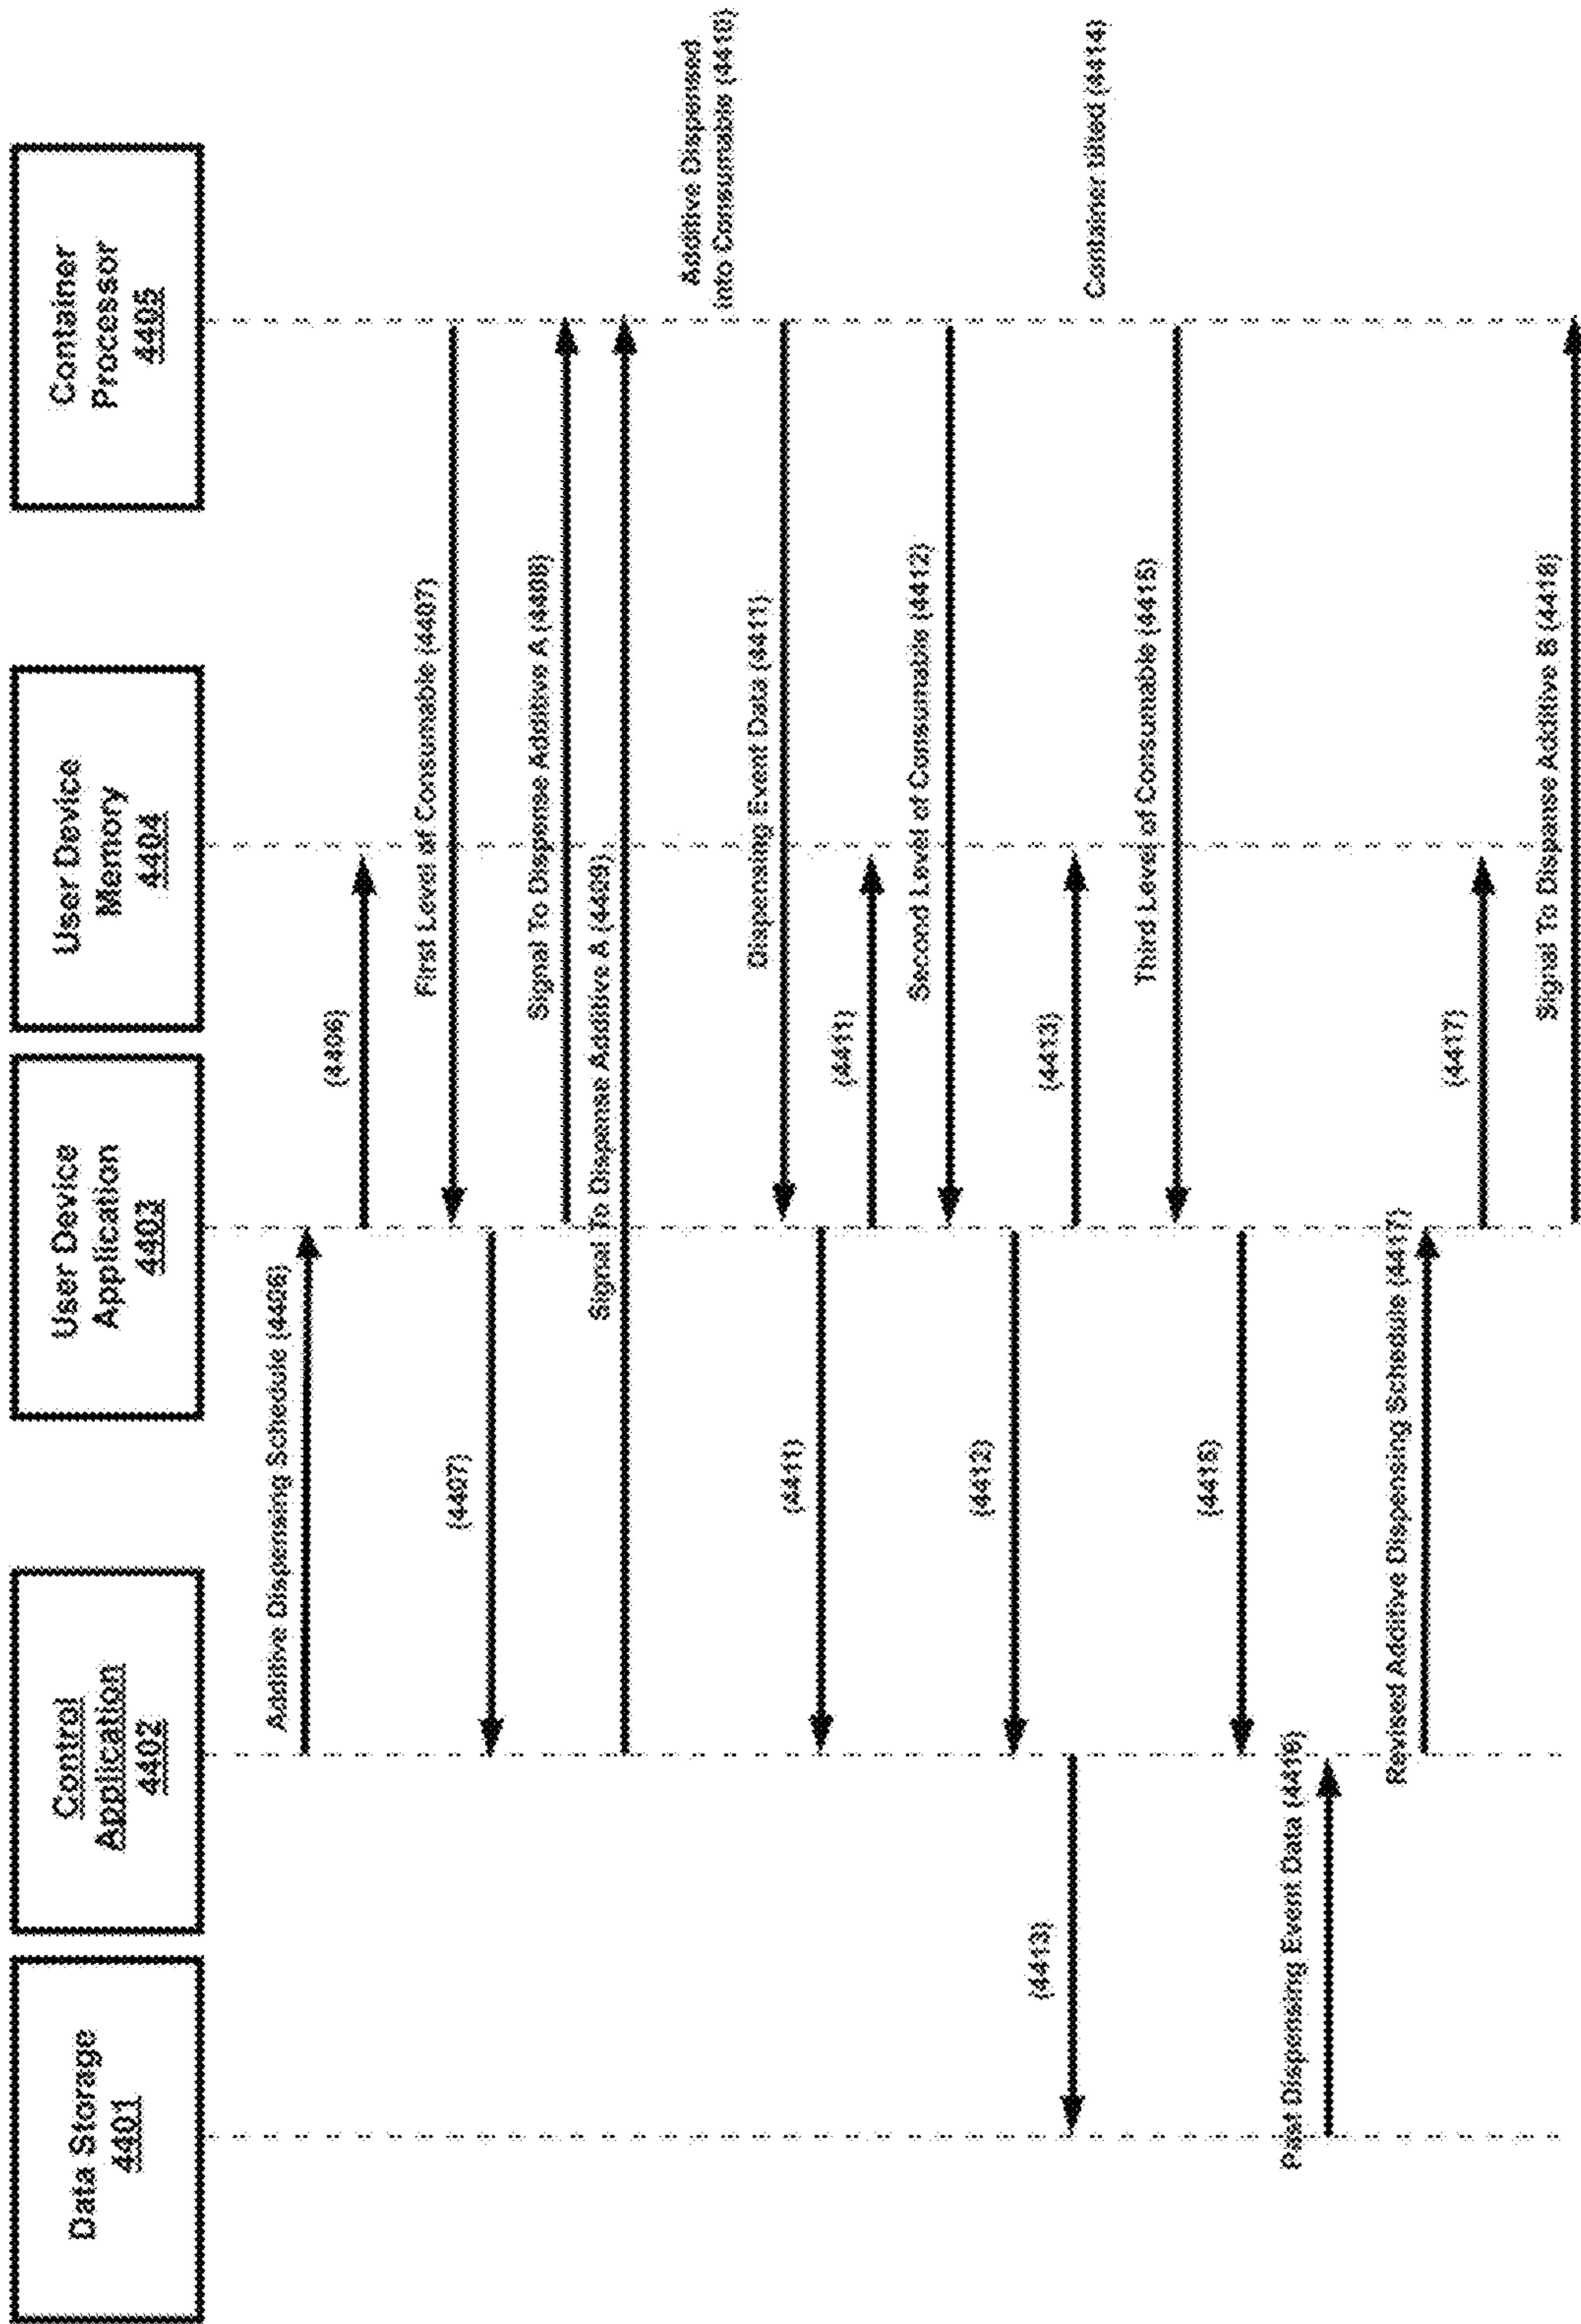 Data Storage
4401
Control
Application
4402
User Device
Application
4403
User Device
Memory
4404
Container
Processor
4405
Additive Dispensing Schedule (4406)
(4406)
First Level of Consumable (4407)
(4407)
Signal To Dispense Additive A (4408)
Signal To Dispense Additive A (4409)
Additive Dispensed
into Consumable (4410)
Dispensing Event Data (4411)
(4411)
(4411)
Second Level of Consumable (4412)
(4412)
(4413)
(4413)
Container tilted (4414)
Third Level of Consumable (4415)
(4415)
Past Dispensing Event Data (4416)
Revised Additive Dispensing Schedule (4417)
(4417)
Signal To Dispense Additive B (4418)